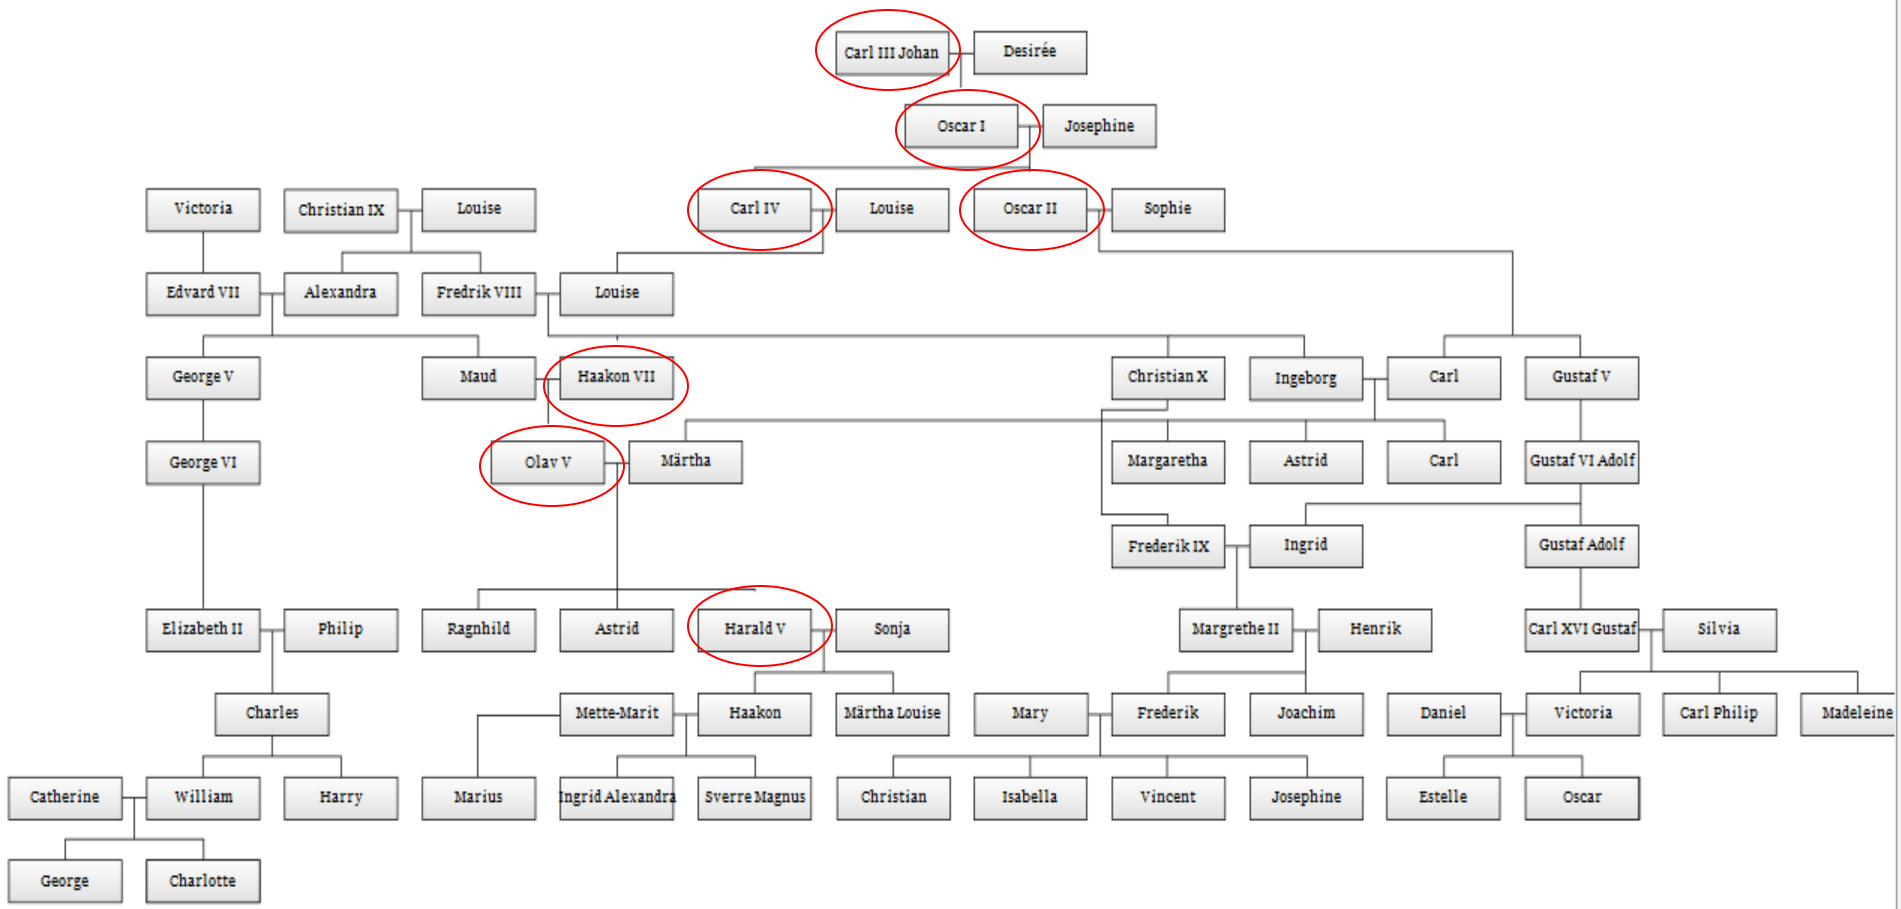 Carl III Johan
Desirée
Oscar I
Josephine
Victoria
Christian IX
Louise
Carl IV
Louise
Oscar II
Sophie
Edvard VII
Alexandra
Fredrik VIII
Louise
George V
Maud
Haakon VII
Christian X
Ingeborg
Carl
Gustaf V
George VI
Olav V
Märtha
Margaretha
Astrid
Carl
Gustaf VI Adolf
Frederik IX
Ingrid
Gustaf Adolf
Elizabeth II
Philip
Ragnhild
Astrid
Harald V
Sonja
Margrethe II
Henrik
Carl XVI Gustaf
Silvia
Charles
Mette-Marit
Haakon
Märtha Louise
Mary
Frederik
Joachim
Daniel
Victoria
Carl Philip
Madeleine
Catherine
William
Harry
Marius
Ingrid Alexandra
Sverre Magnus
Christian
Isabella
Vincent
Josephine
Estelle
Oscar
George
Charlotte